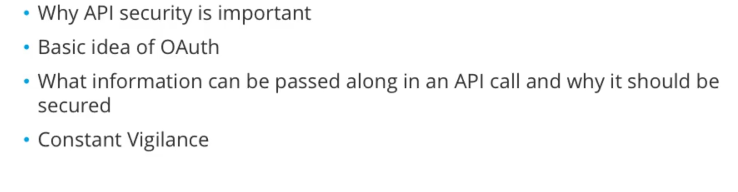 • Why API security is important
• Basic idea of OAuth
• What information can be passed along in an API call and why it should be
secured
• Constant Vigilance